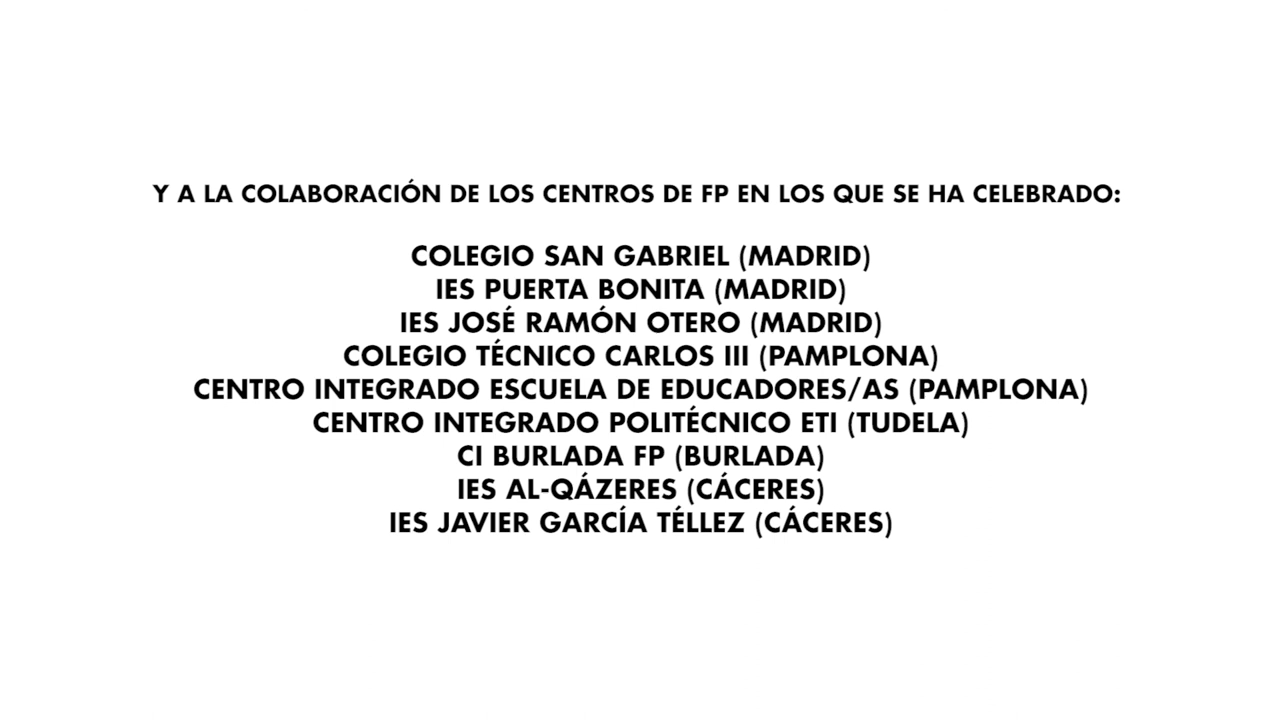 Y A LA COLABORACIÓN DE LOS CENTROS DE FP EN LOS QUE SE HA CELEBRADO:
COLEGIO SAN GABRIEL (MADRID)
IES PUERTA BONITA (MADRID)
IES JOSÉ RAMÓN OTERO (MADRID)
COLEGIO TÉCNICO CARLOS III (PAMPLONA)
CENTRO INTEGRADO ESCUELA DE EDUCADORES/AS (PAMPLONA)
CENTRO INTEGRADO POLITÉCNICO ETI (TUDELA)
CI BURLADA FP (BURLADA)
IES AL-QÁZERES (CÁCERES)
IES JAVIER GARCÍA TÉLLEZ (CÁCERES)